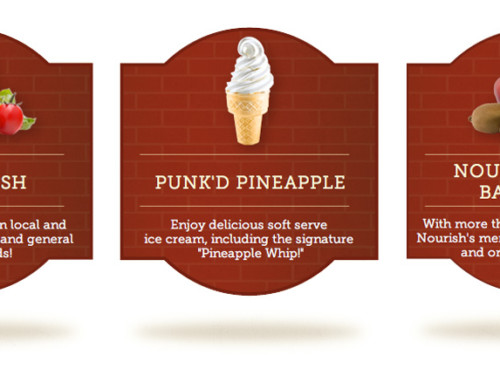 SH
n local and
and general
ds!
PUNK'D PINEAPPLE
Enjoy delicious soft serve
ice cream, including the signature
"Pineapple Whip!"
NOU
BA
With more th
Nourish's me
and or